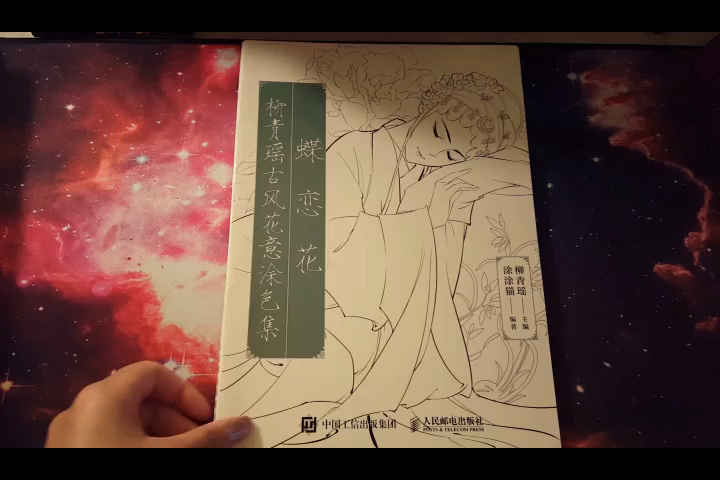 蝶恋花
柳青瑶古风花意涂色集
柳青瑶 主编
涂涂猫 编著
中国工信出版集团
人民邮电出版社
POSTS & TELECOM PRESS